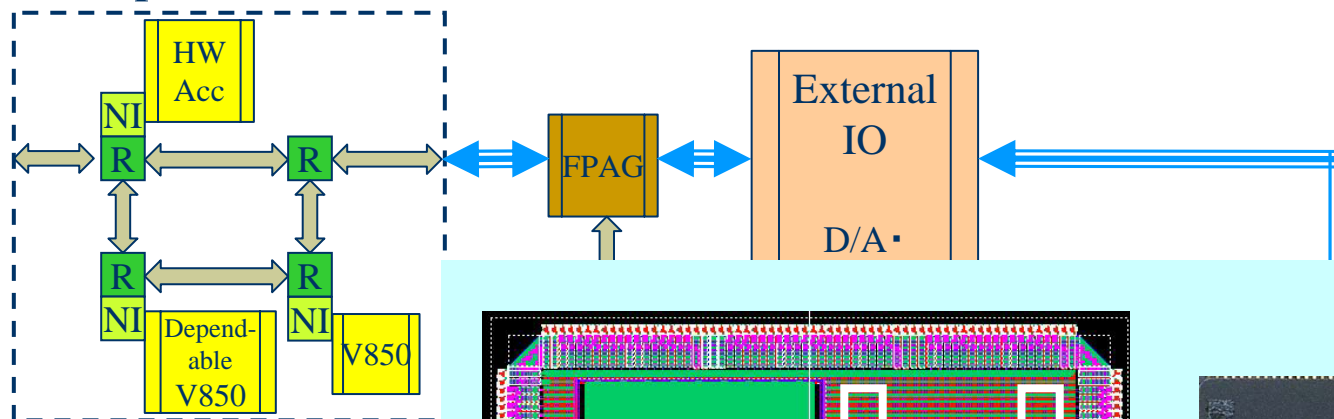 HW
Acc
NI
R
R
FPAG
External
IO
D/A・
R
R
NI
NI
Depend-
able
V850
V850